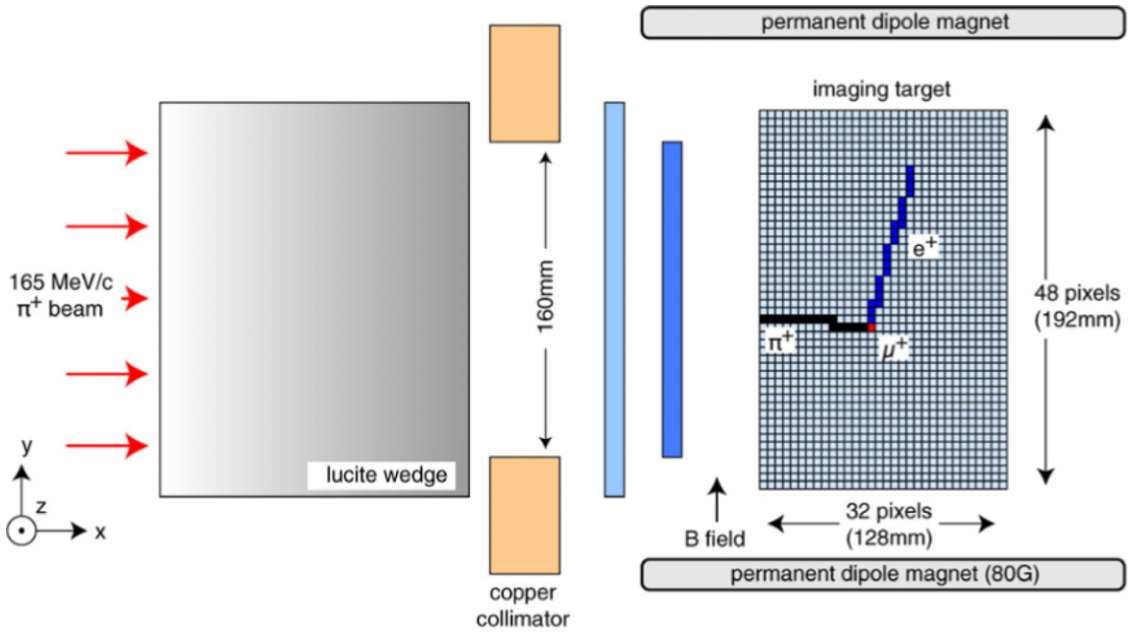 permanent dipole magnet
imaging target
165 MeV/c
π⁺ beam
160mm
e⁺
π⁺
μ⁺
48 pixels
(192mm)
lucite wedge
y
z
x
B field
32 pixels
(128mm)
permanent dipole magnet (80G)
copper
collimator